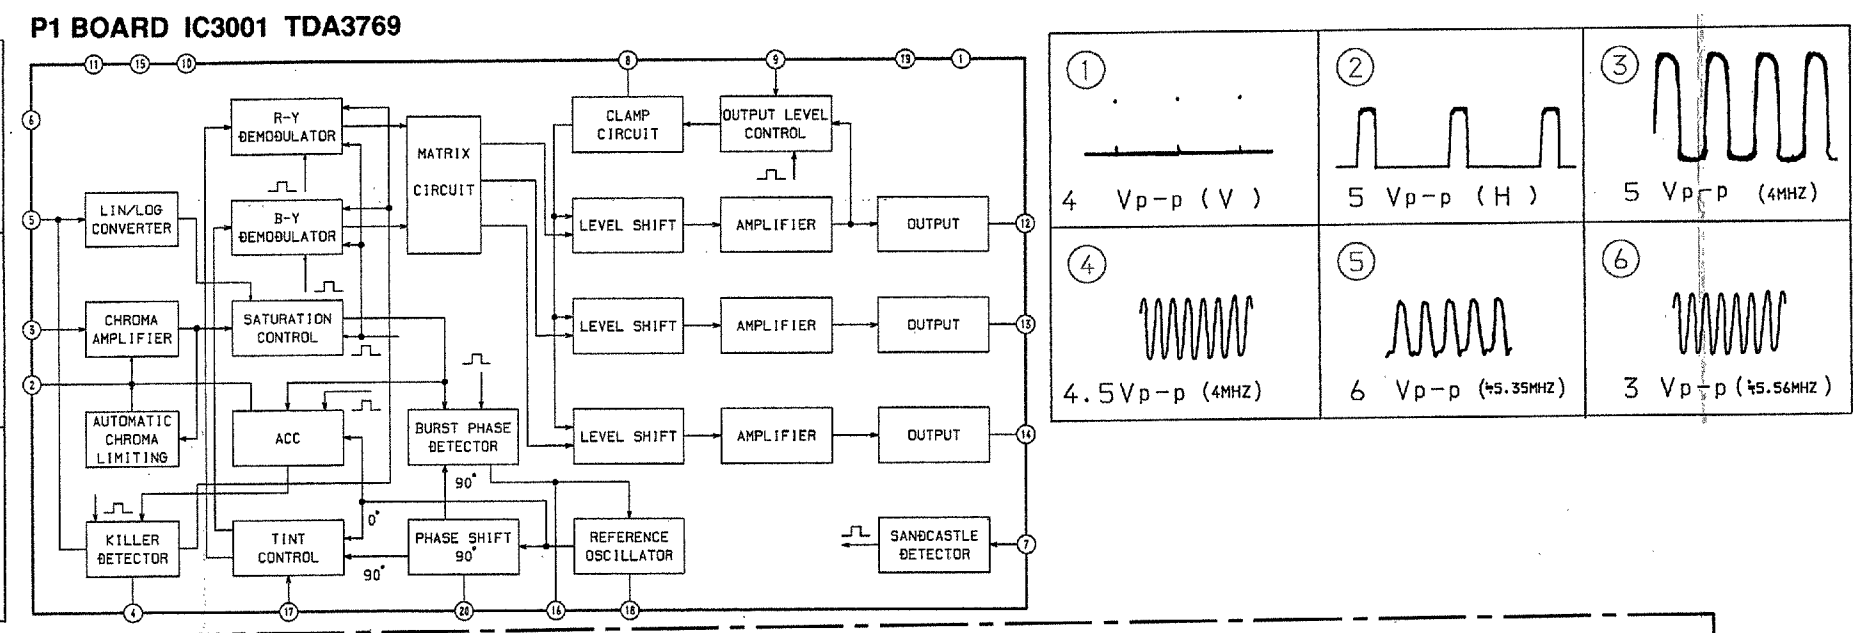 P1 BOARD IC3001 TDA3769
11
15
10
8
9
19
1
6
R-Y
DEMODULATOR
MATRIX
CIRCUIT
CLAMP
CIRCUIT
OUTPUT LEVEL
CONTROL
5
LIN/LOG
CONVERTER
B-Y
DEMODULATOR
LEVEL SHIFT
AMPLIFIER
OUTPUT
12
3
CHROMA
AMPLIFIER
SATURATION
CONTROL
LEVEL SHIFT
AMPLIFIER
OUTPUT
13
2
AUTOMATIC
CHROMA
LIMITING
ACC
BURST PHASE
DETECTOR
LEVEL SHIFT
AMPLIFIER
OUTPUT
14
90°
0°
KILLER
DETECTOR
TINT
CONTROL
90°
PHASE SHIFT
90°
REFERENCE
OSCILLATOR
SANDCASTLE
DETECTOR
7
4
17
20
16
18
1
4 Vp-p (V)
2
5 Vp-p (H)
3
5 Vp-p (4MHZ)
4
4.5Vp-p (4MHZ)
5
6 Vp-p (≒5.35MHZ)
6
3 Vp-p (≒5.56MHZ)